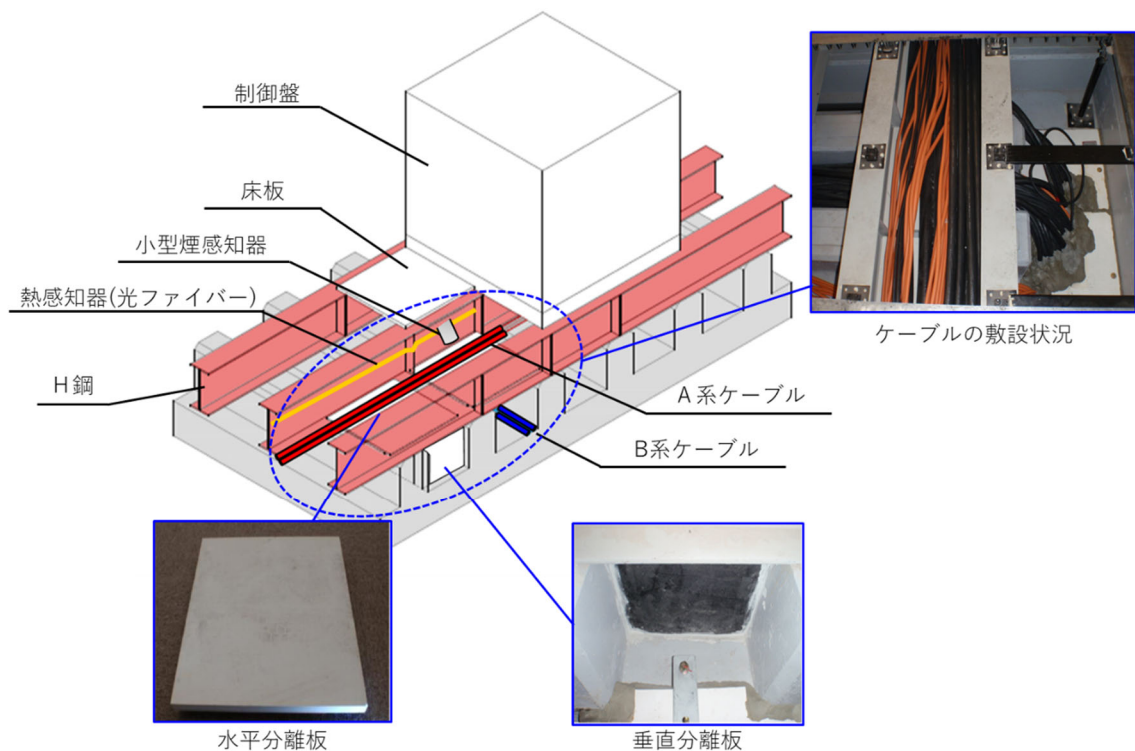 制御盤
床板
小型煙感知器
熱感知器(光ファイバー)
H鋼
ケーブルの敷設状況
A系ケーブル
B系ケーブル
水平分離板
垂直分離板